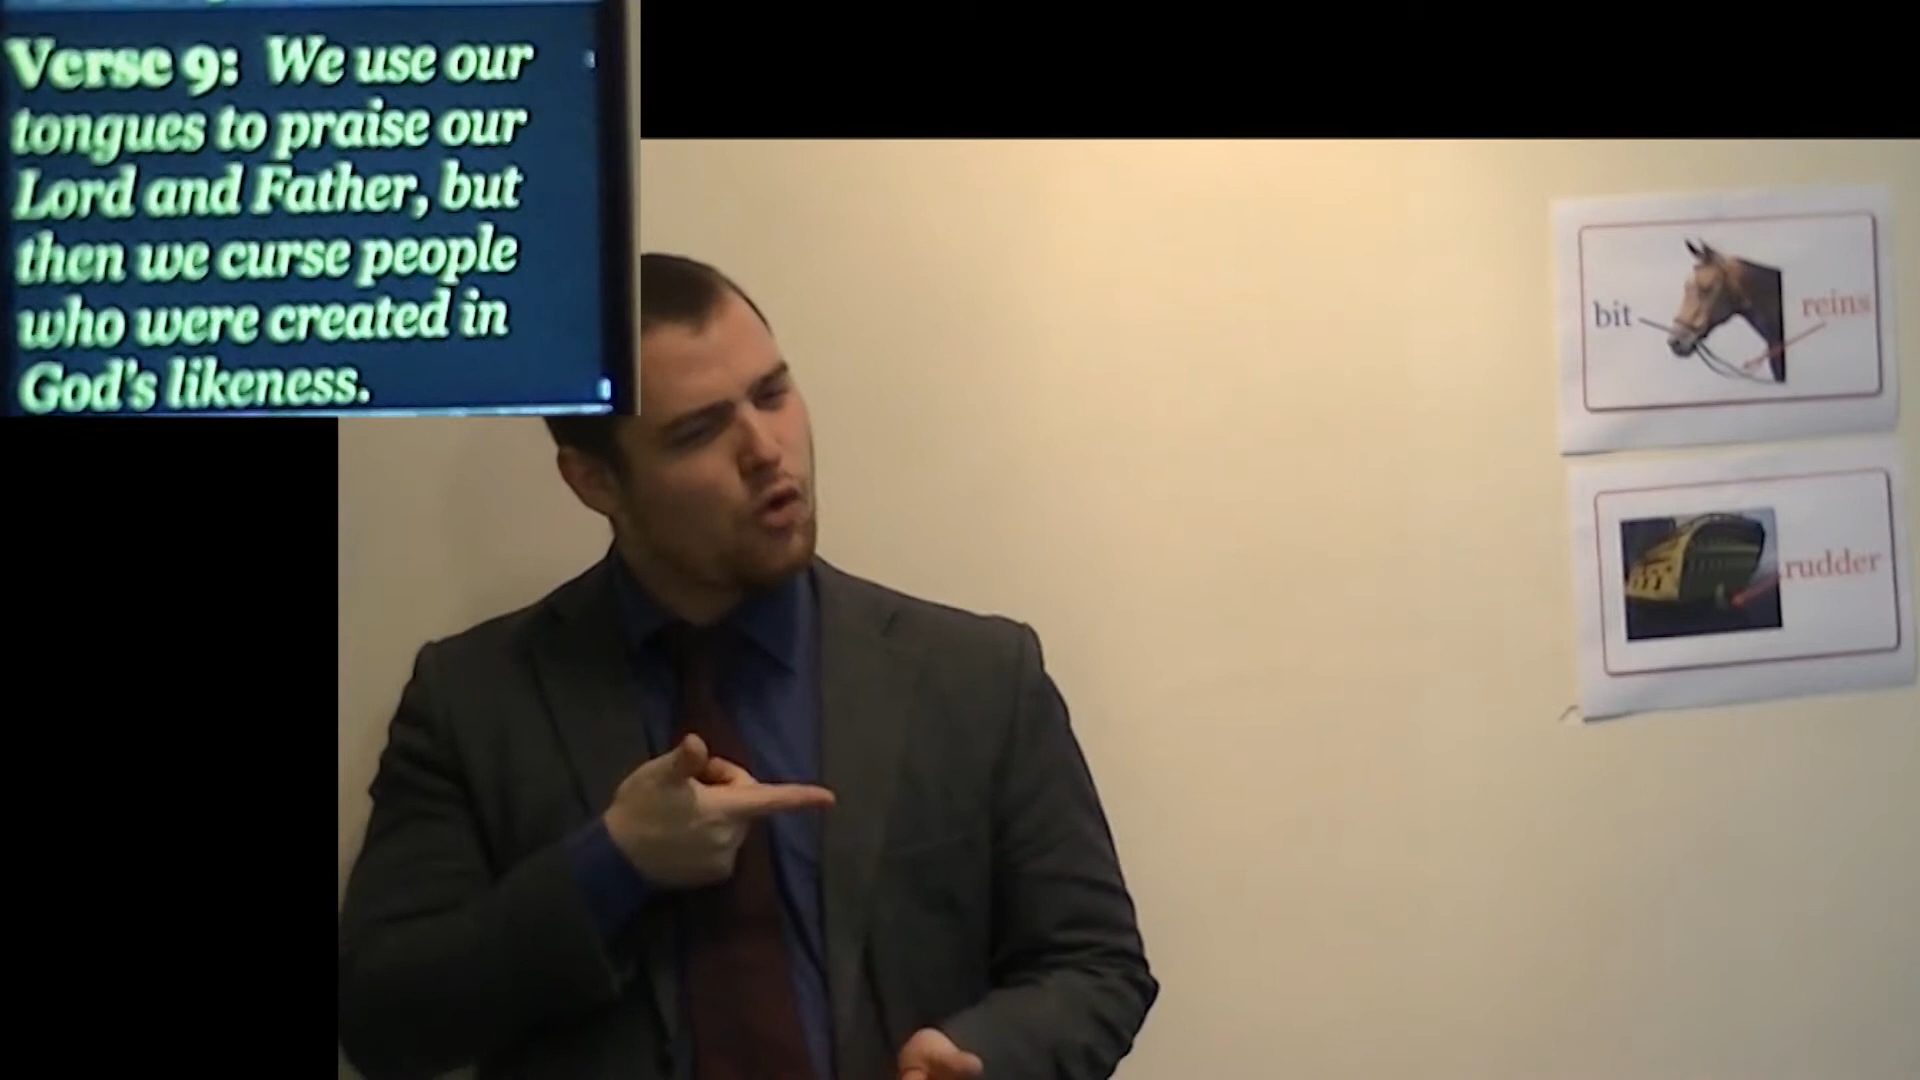 Verse 9: We use our
tongues to praise our
Lord and Father, but
then we curse people
who were created in
God's likeness.
bit
reins
rudder